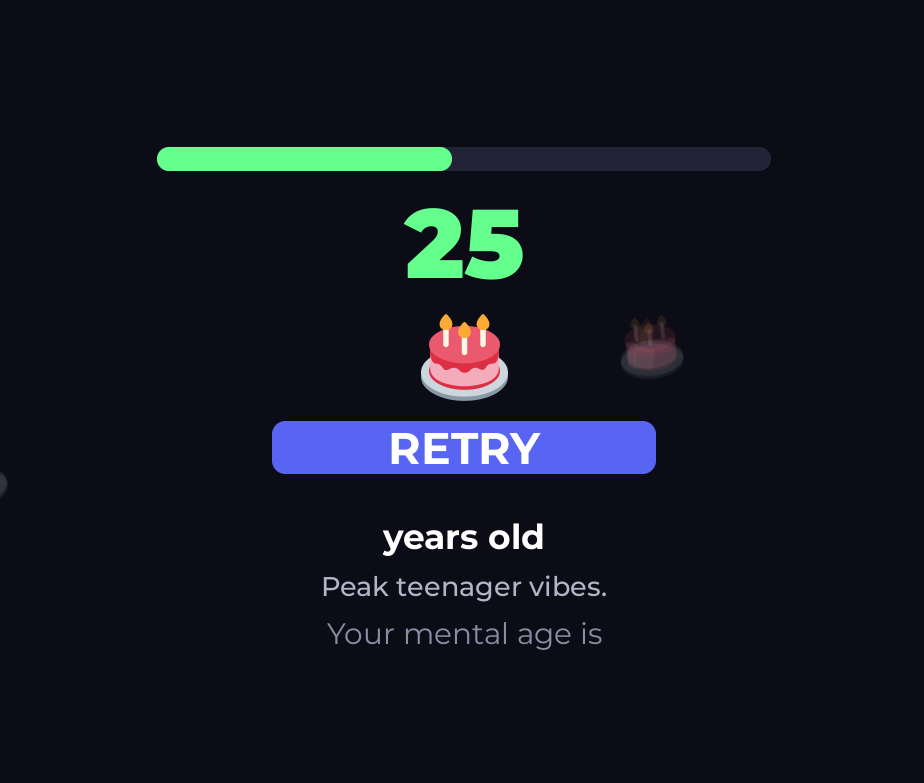 25
RETRY
years old
Peak teenager vibes.
Your mental age is